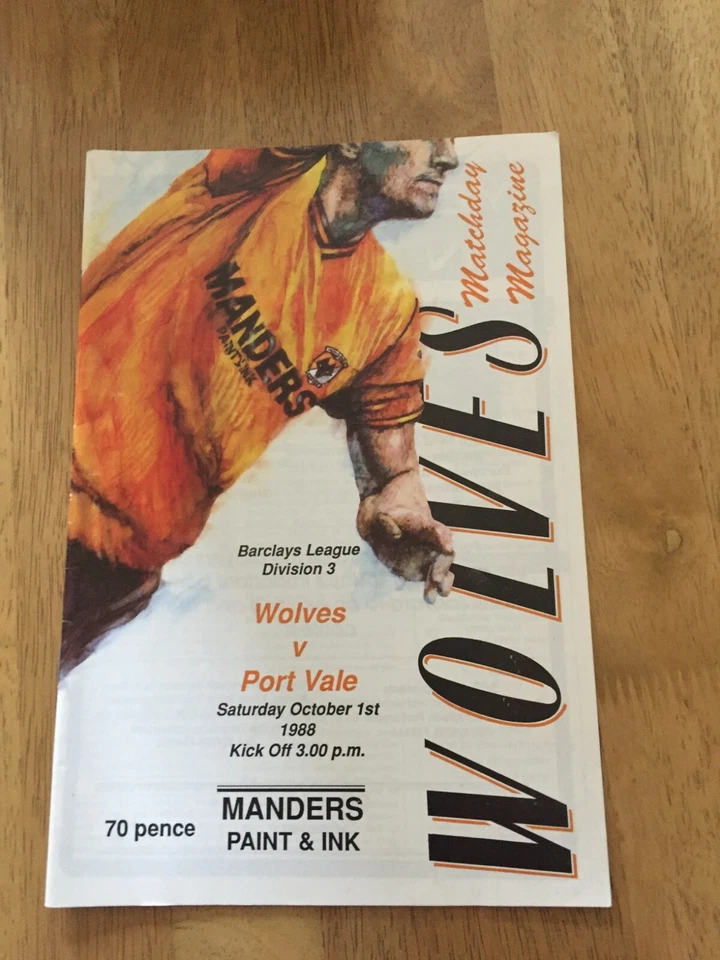 Matchday
Magazine
WOLVES
MANDERS
PAINT & INK
Barclays League
Division 3
Wolves
v
Port Vale
Saturday October 1st
1988
Kick Off 3.00 p.m.
70 pence
MANDERS
PAINT & INK